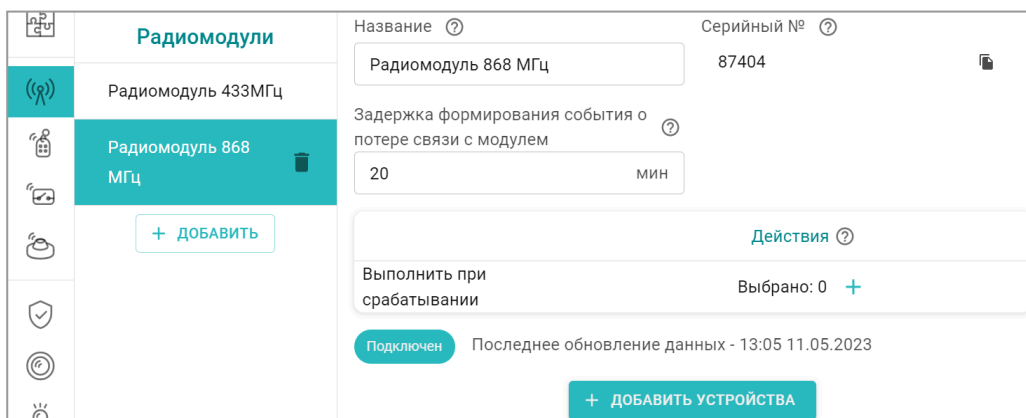 Радиомодули
Радиомодуль 433МГц
Радиомодуль 868
МГц
+ ДОБАВИТЬ
Название ?
Радиомодуль 868 МГц
Серийный № ?
87404
Задержка формирования события о
потере связи с модулем ?
20 мин
Действия ?
Выполнить при
срабатывании
Выбрано: 0 +
Подключен
Последнее обновление данных - 13:05 11.05.2023
+ ДОБАВИТЬ УСТРОЙСТВА